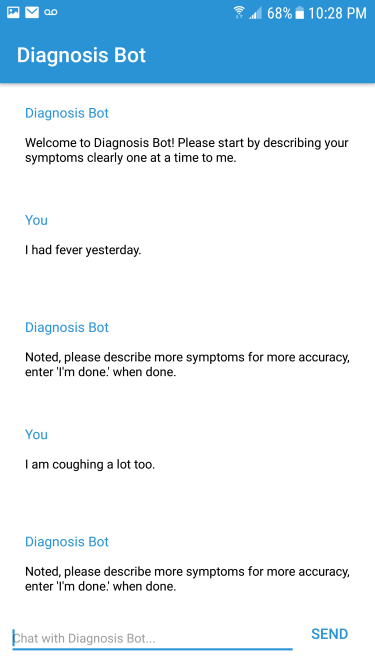 68% 10:28 PM
Diagnosis Bot
Diagnosis Bot
Welcome to Diagnosis Bot! Please start by describing your
symptoms clearly one at a time to me.
You
I had fever yesterday.
Diagnosis Bot
Noted, please describe more symptoms for more accuracy,
enter 'I'm done.' when done.
You
I am coughing a lot too.
Diagnosis Bot
Noted, please describe more symptoms for more accuracy,
enter 'I'm done.' when done.
Chat with Diagnosis Bot...
SEND